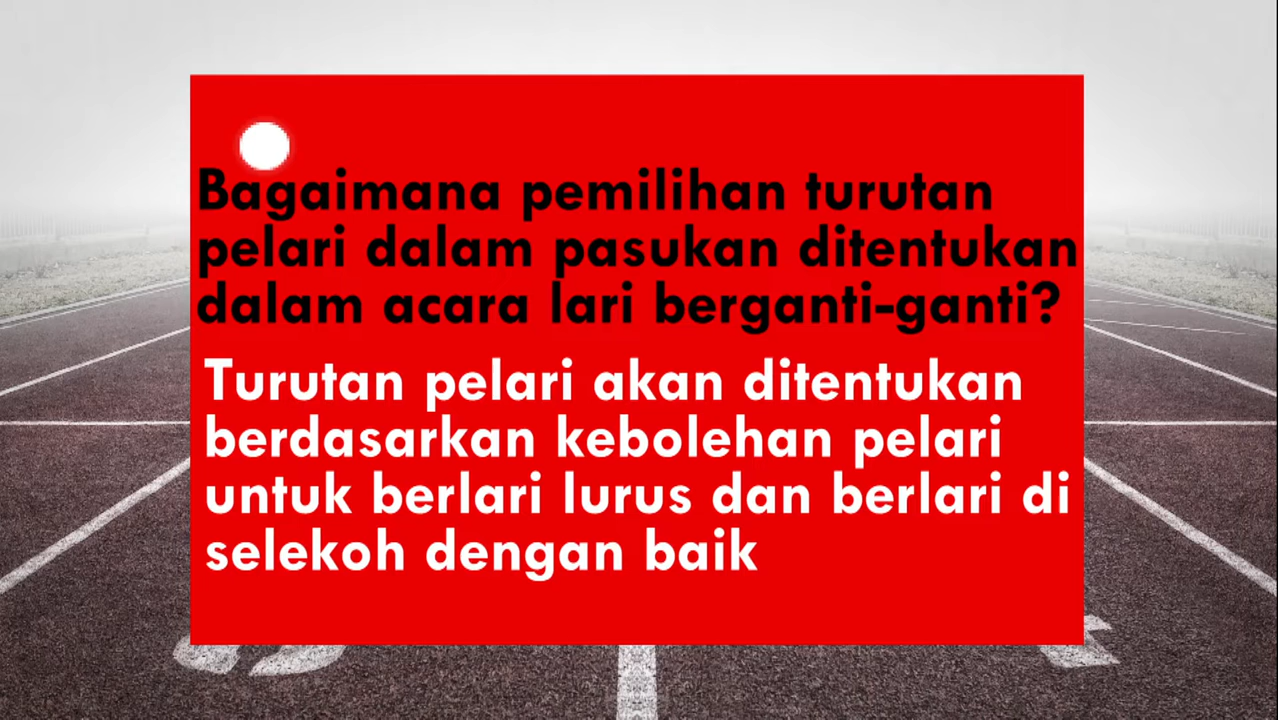 Bagaimana pemilihan turutan
pelari dalam pasukan ditentukan
dalam acara lari berganti-ganti?
Turutan pelari akan ditentukan
berdasarkan kebolehan pelari
untuk berlari lurus dan berlari di
selekoh dengan baik